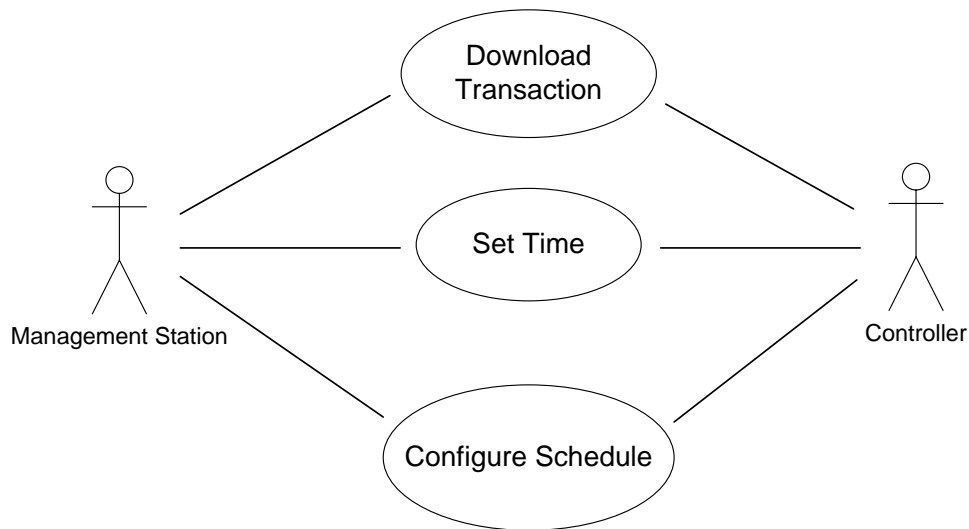 Download
Transaction
Set Time
Management Station
Controller
Configure Schedule